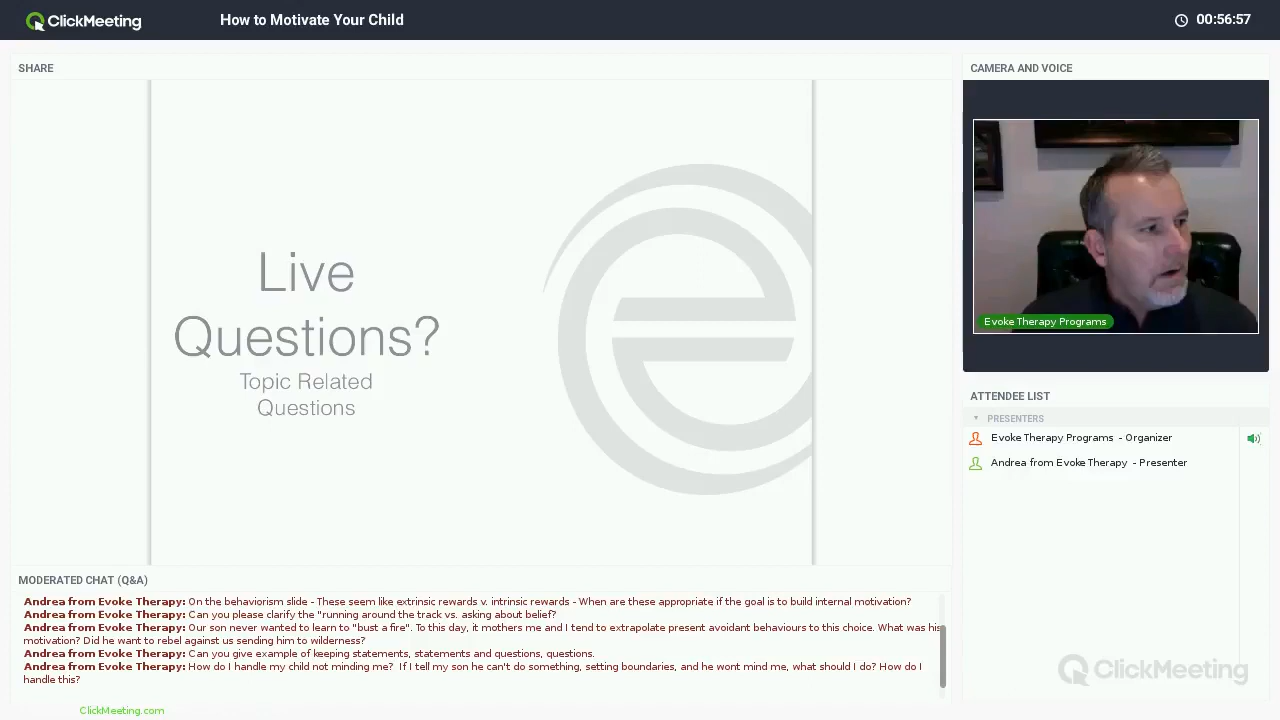 ClickMeeting
How to Motivate Your Child
00:56:57
SHARE
Live
Questions?
Topic Related
Questions
CAMERA AND VOICE
Evoke Therapy Programs
ATTENDEE LIST
PRESENTERS
Evoke Therapy Programs - Organizer
Andrea from Evoke Therapy - Presenter
MODERATED CHAT (Q&A)
Andrea from Evoke Therapy: On the behaviorism slide - These seem like extrinsic rewards v. intrinsic rewards - When are these appropriate if the goal is to build internal motivation?
Andrea from Evoke Therapy: Can you please clarify the "running around the track vs. asking about belief?
Andrea from Evoke Therapy: Our son never wanted to learn to "bust a fire". To this day, it mothers me and I tend to extrapolate present avoidant behaviours to this choice. What was his
motivation? Did he want to rebel against us sending him to wilderness?
Andrea from Evoke Therapy: Can you give example of keeping statements, statements and questions, questions.
Andrea from Evoke Therapy: How do I handle my child not minding me? If I tell my son he can't do something, setting boundaries, and he wont mind me, what should I do? How do I
handle this?
ClickMeeting
ClickMeeting.com